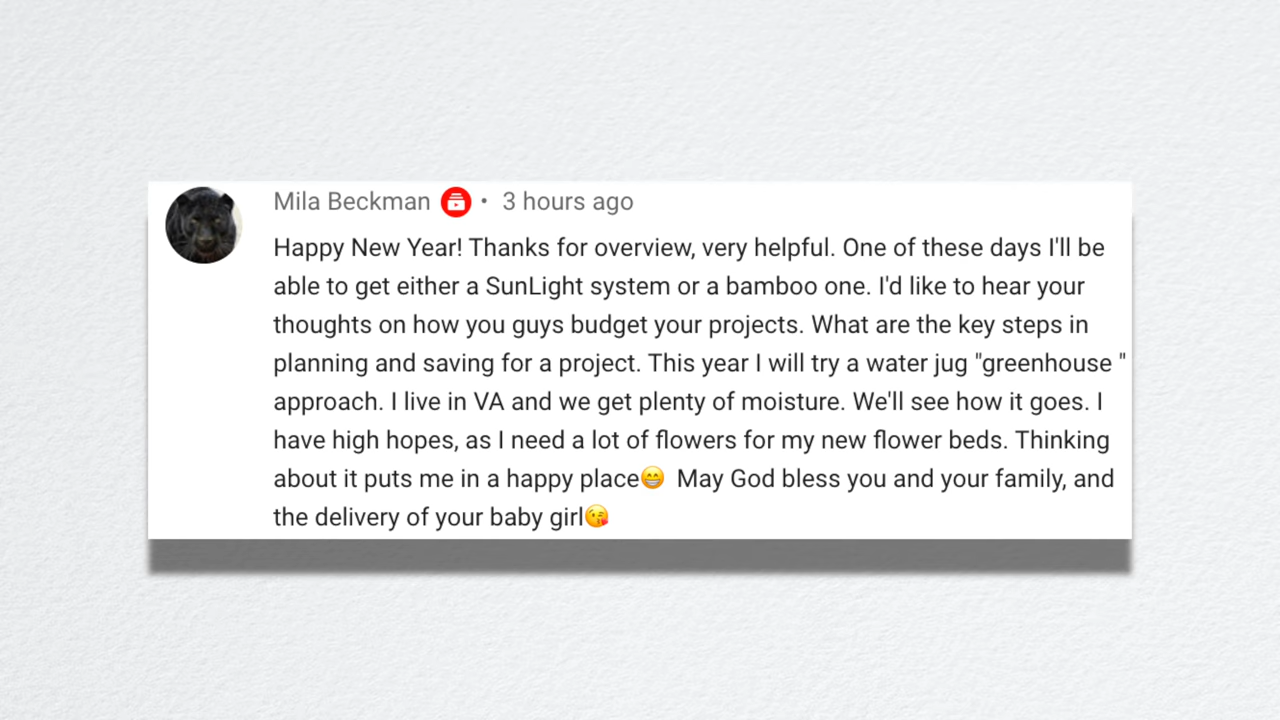 Mila Beckman • 3 hours ago
Happy New Year! Thanks for overview, very helpful. One of these days I'll be
able to get either a SunLight system or a bamboo one. I'd like to hear your
thoughts on how you guys budget your projects. What are the key steps in
planning and saving for a project. This year I will try a water jug "greenhouse "
approach. I live in VA and we get plenty of moisture. We'll see how it goes. I
have high hopes, as I need a lot of flowers for my new flower beds. Thinking
about it puts me in a happy place😁 May God bless you and your family, and
the delivery of your baby girl😘